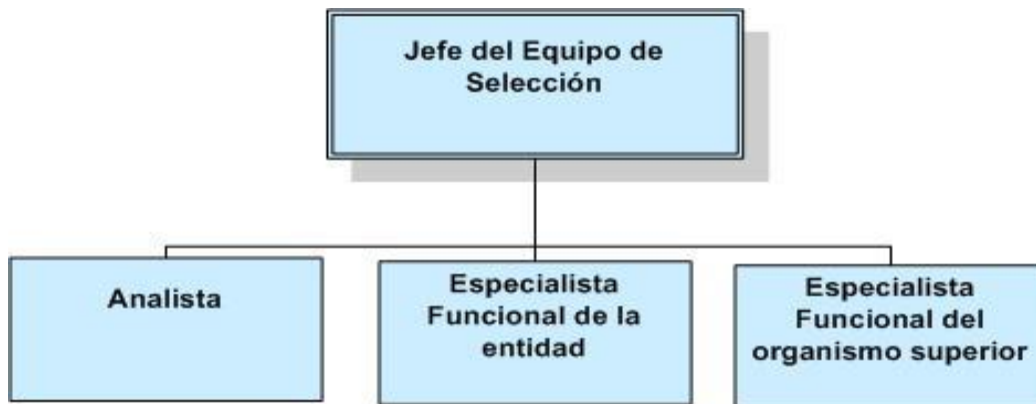 Jefe del Equipo de
Selección
Analista
Especialista
Funcional de la
entidad
Especialista
Funcional del
organismo superior